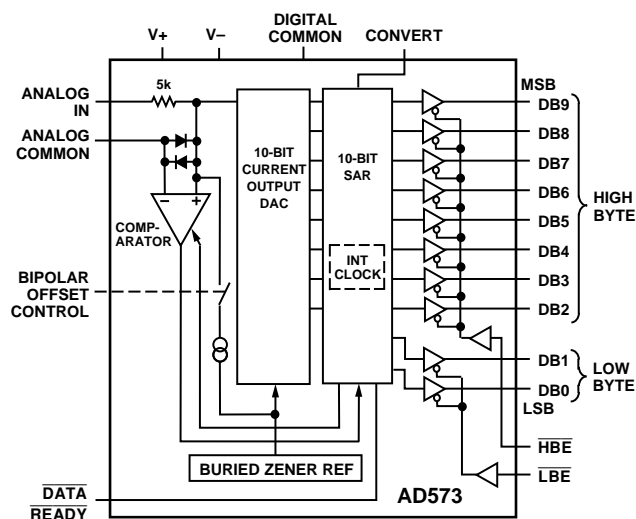 V+
V–
DIGITAL
COMMON
CONVERT
ANALOG
IN
5k
ANALOG
COMMON
–
+
COMP-
ARATOR
BIPOLAR
OFFSET
CONTROL
10-BIT
CURRENT
OUTPUT
DAC
10-BIT
SAR
INT
CLOCK
MSB
DB9
DB8
DB7
DB6
DB5
DB4
DB3
DB2
HIGH
BYTE
DB1
DB0
LSB
LOW
BYTE
HBE
LBE
BURIED ZENER REF
AD573
DATA
READY